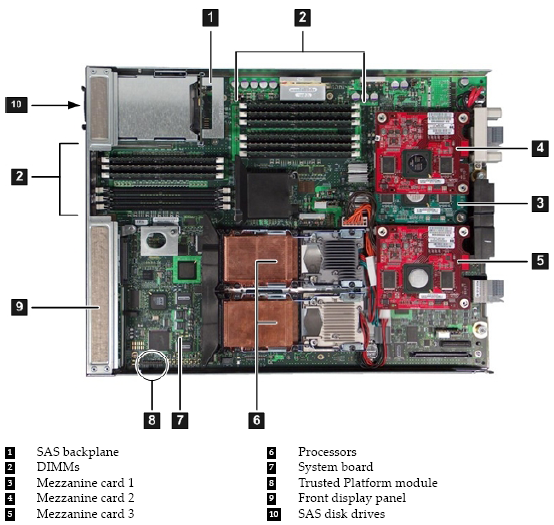 1
2
10
4
2
3
5
9
8
7
6
1 SAS backplane
2 DIMMs
3 Mezzanine card 1
4 Mezzanine card 2
5 Mezzanine card 3
6 Processors
7 System board
8 Trusted Platform module
9 Front display panel
10 SAS disk drives